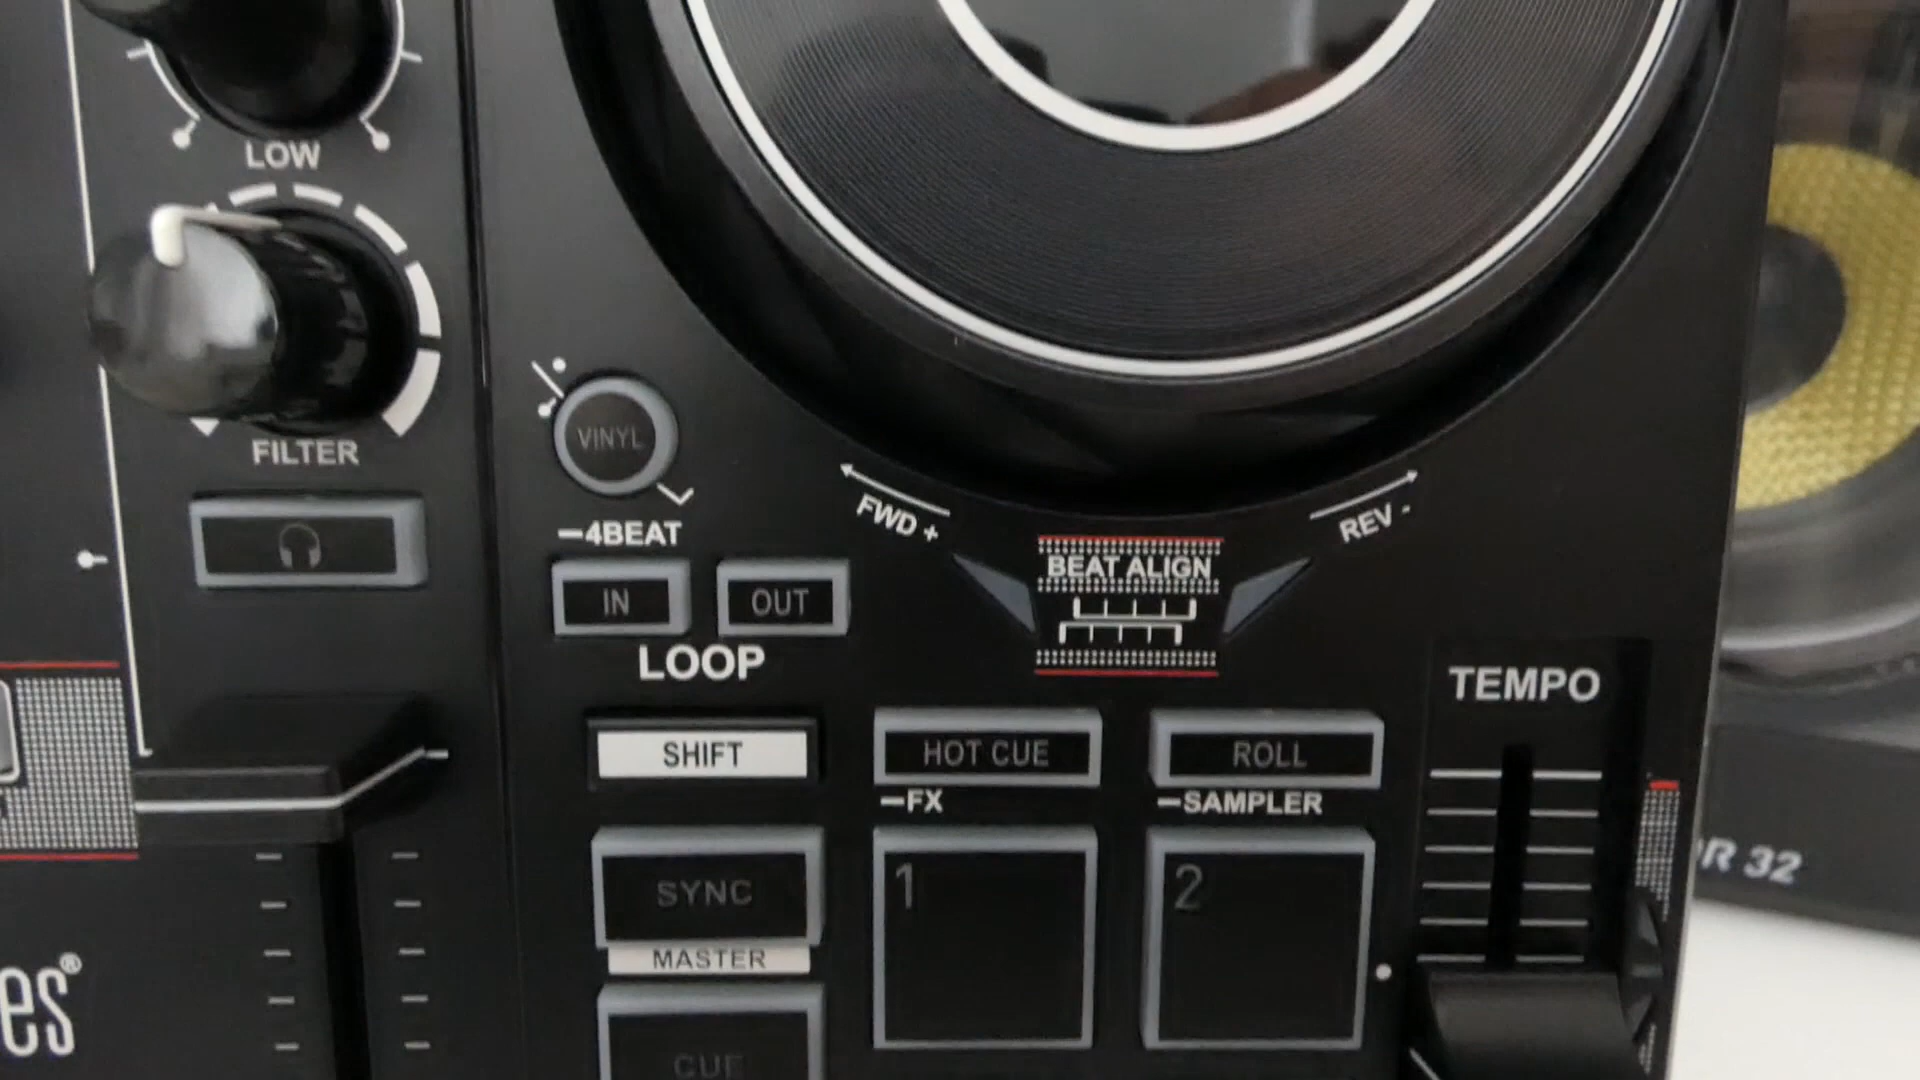 LOW
FILTER
VINYL
—4BEAT
IN
OUT
LOOP
FWD +
REV -
BEAT ALIGN
TEMPO
SHIFT
HOT CUE
ROLL
—FX
—SAMPLER
SYNC
1
2
MASTER
CUE
es®
R 32